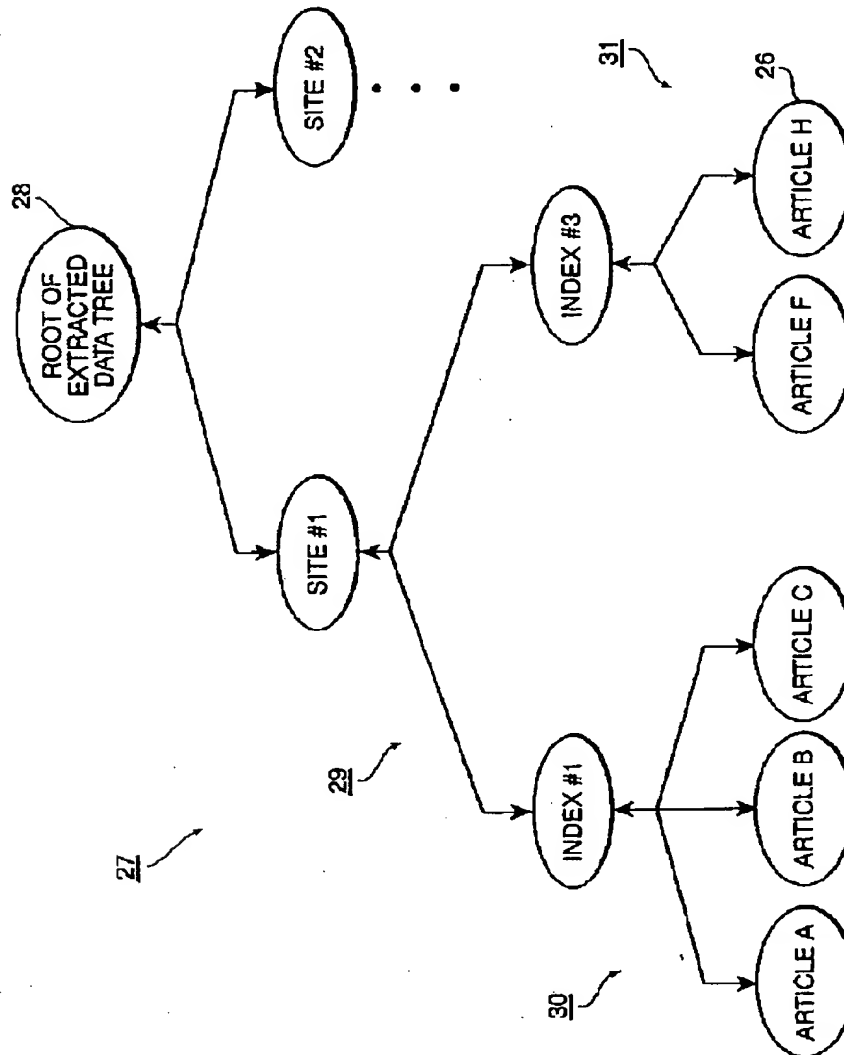 28
ROOT OF
EXTRACTED
DATA TREE
27
SITE #1
SITE #2
29
INDEX #1
INDEX #3
31
30
26
ARTICLE A
ARTICLE B
ARTICLE C
ARTICLE F
ARTICLE H